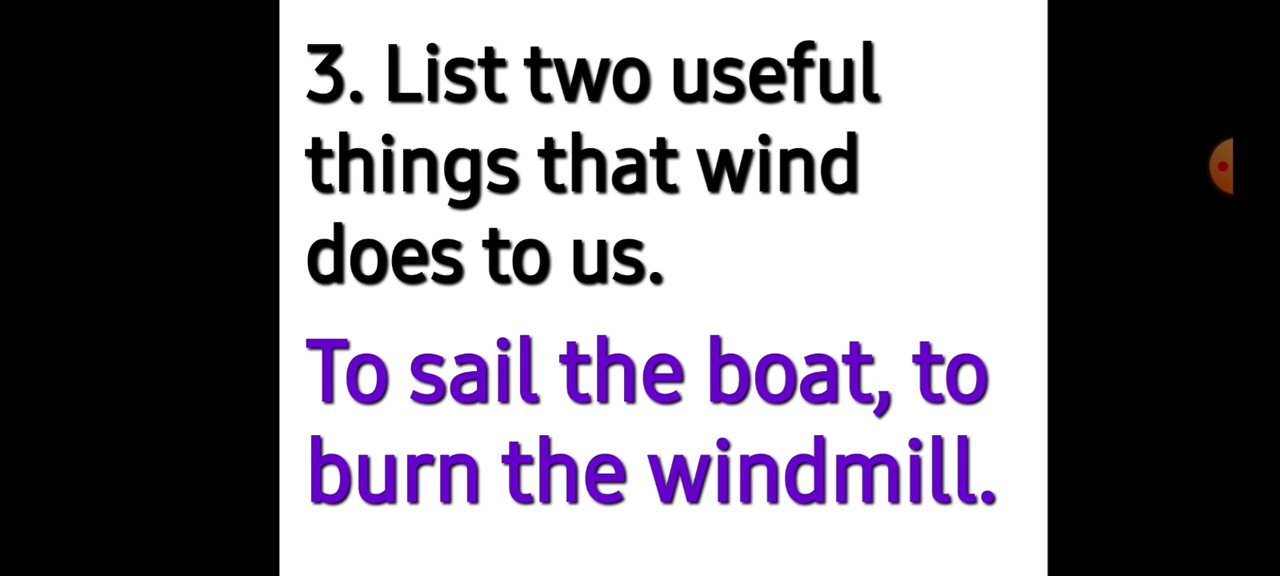 3. List two useful
things that wind
does to us.
To sail the boat, to
burn the windmill.